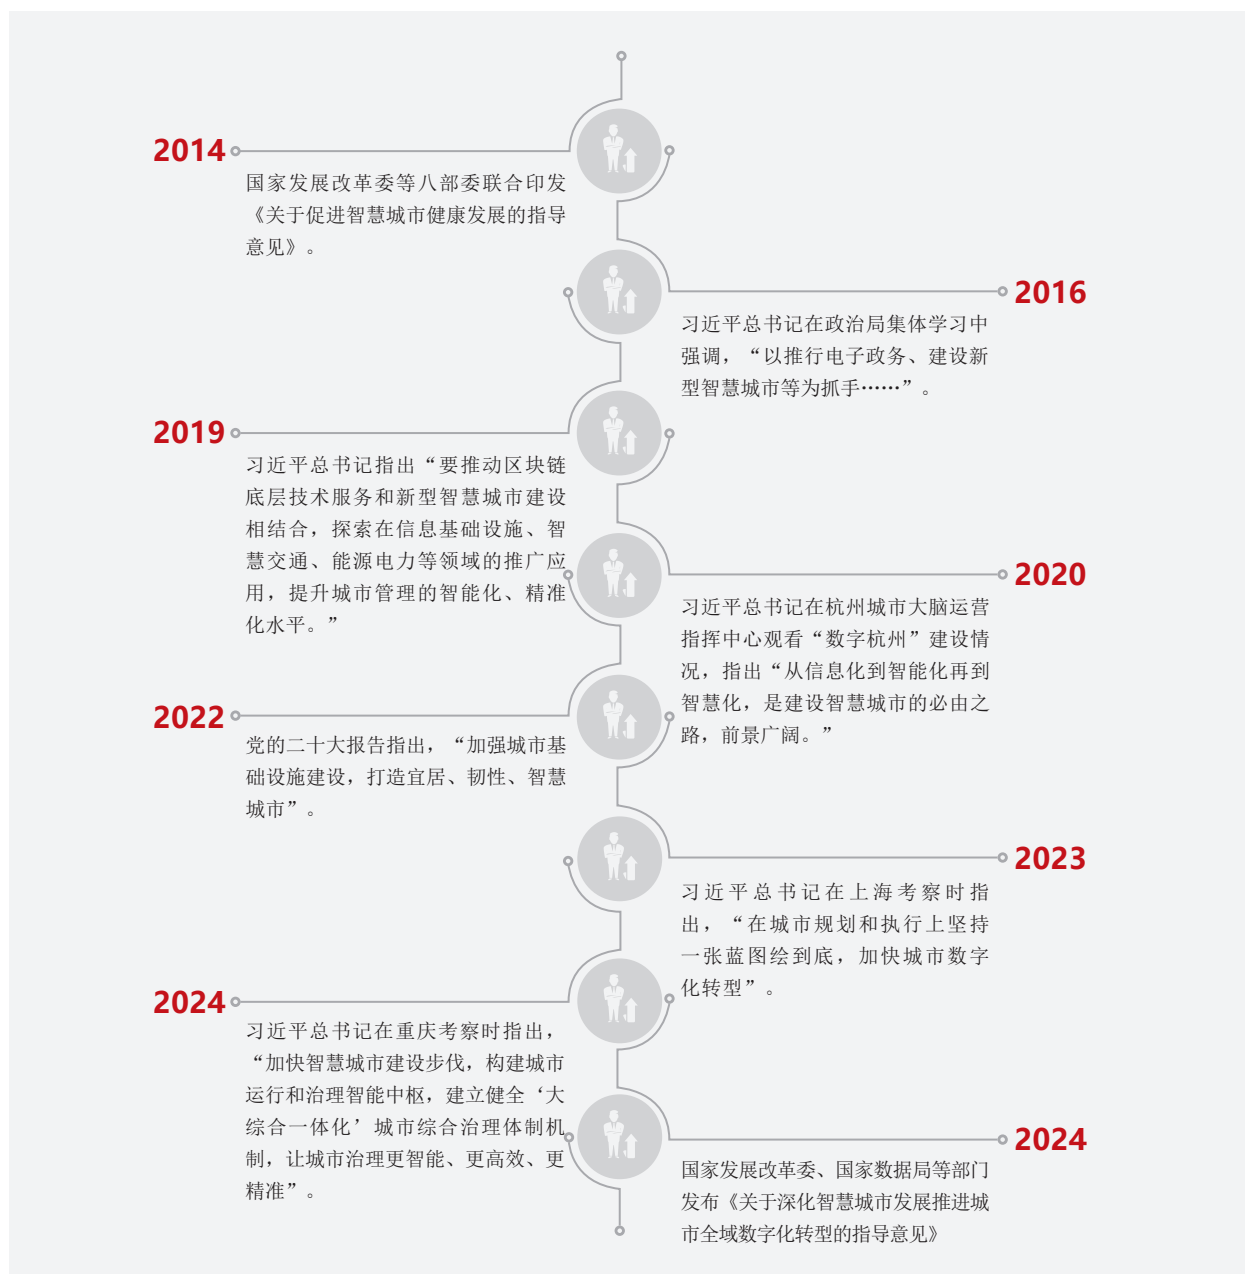 2014
国家发展改革委等八部委联合印发
《关于促进智慧城市健康发展的指导
意见》。
2016
习近平总书记在政治局集体学习中
强调，“以推行电子政务、建设新
型智慧城市等为抓手……”。
2019
习近平总书记指出“要推动区块链
底层技术服务和新型智慧城市建设
相结合，探索在信息基础设施、智
慧交通、能源电力等领域的推广应
用，提升城市管理的智能化、精准
化水平。”
2020
习近平总书记在杭州城市大脑运营
指挥中心观看“数字杭州”建设情
况，指出“从信息化到智能化再到
智慧化，是建设智慧城市的必由之
路，前景广阔。”
2022
党的二十大报告指出，“加强城市基
础设施建设，打造宜居、韧性、智慧
城市”。
2023
习近平总书记在上海考察时指
出，“在城市规划和执行上坚持
一张蓝图绘到底，加快城市数字
化转型”。
2024
习近平总书记在重庆考察时指出，
“加快智慧城市建设步伐，构建城市
运行和治理智能中枢，建立健全‘大
综合一体化’城市综合治理体制机
制，让城市治理更智能、更高效、更
精准”。
2024
国家发展改革委、国家数据局等部门
发布《关于深化智慧城市发展推进城
市全域数字化转型的指导意见》